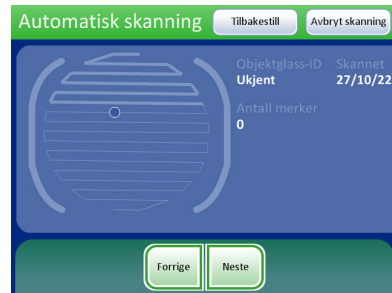 Automatisk skanning
Tilbakestill
Avbryt skanning
Objektglass-ID Skannet
Ukjent 27/10/22
Antall merker
0
Forrige
Neste